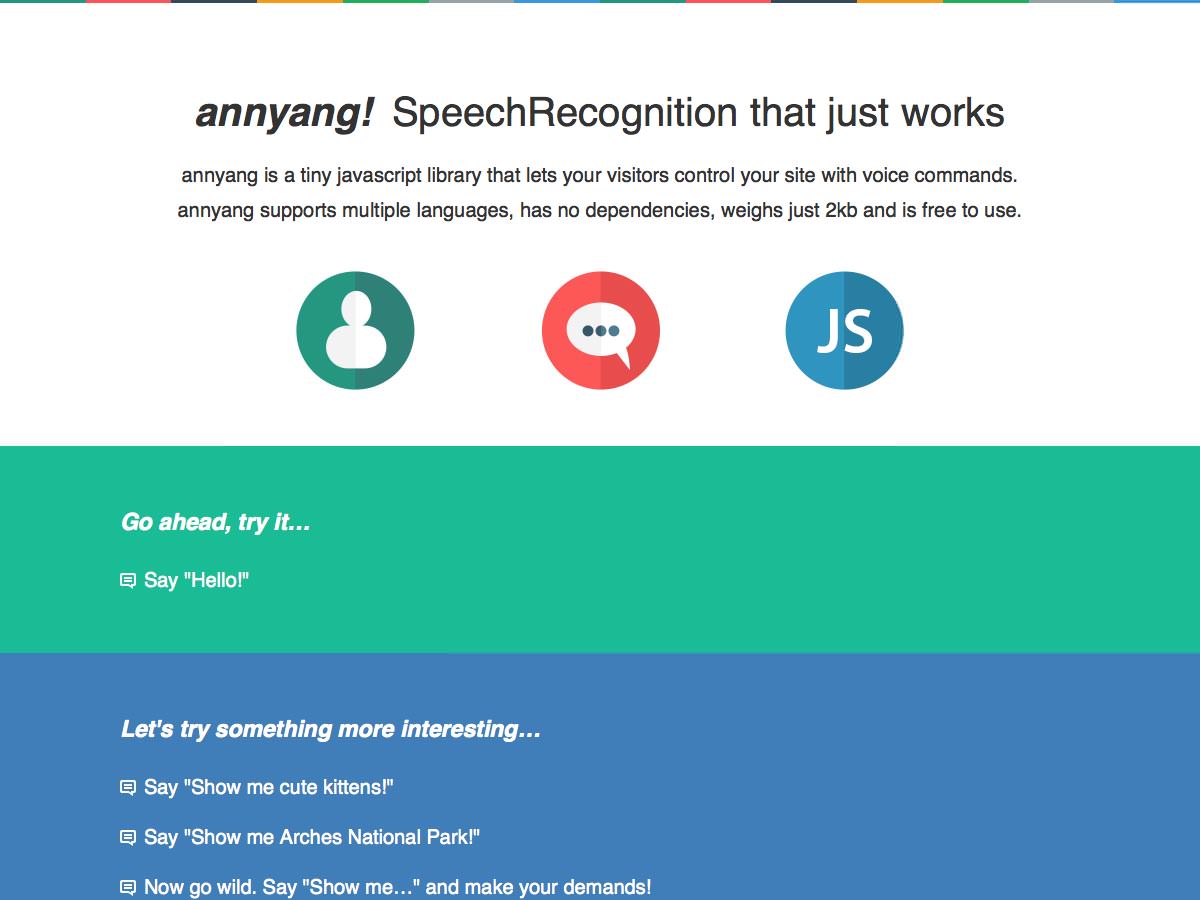 annyang! SpeechRecognition that just works
annyang is a tiny javascript library that lets your visitors control your site with voice commands.
annyang supports multiple languages, has no dependencies, weighs just 2kb and is free to use.
JS
Go ahead, try it…
Say "Hello!"
Let's try something more interesting…
Say "Show me cute kittens!"
Say "Show me Arches National Park!"
Now go wild. Say "Show me…" and make your demands!